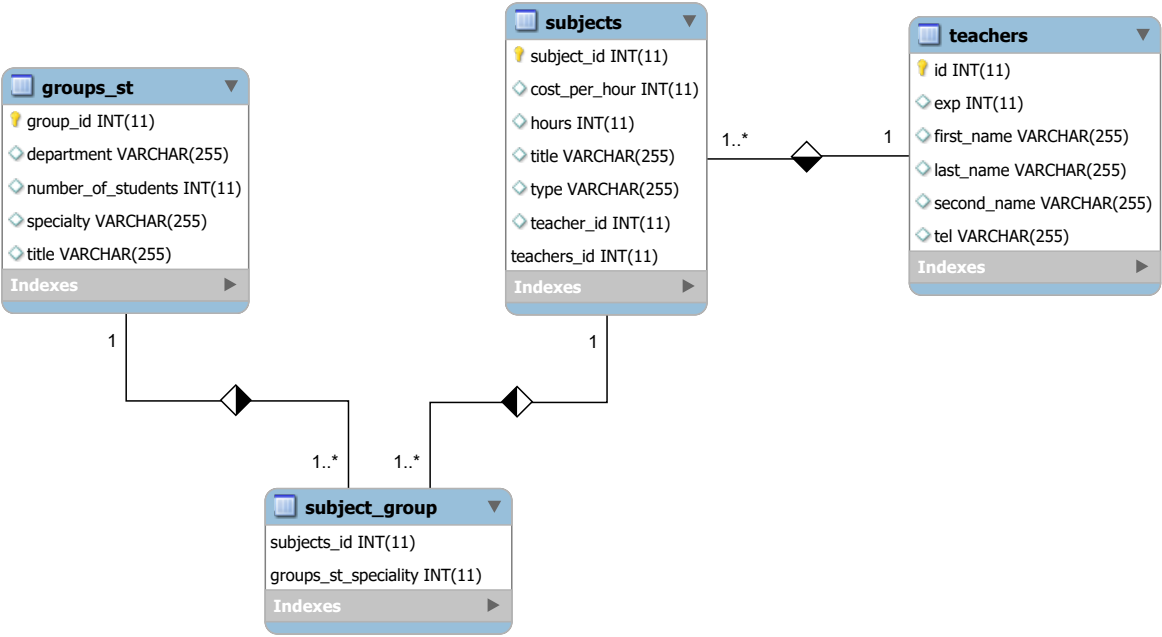 groups_st
group_id INT(11)
department VARCHAR(255)
number_of_students INT(11)
specialty VARCHAR(255)
title VARCHAR(255)
Indexes
subjects
subject_id INT(11)
cost_per_hour INT(11)
hours INT(11)
title VARCHAR(255)
type VARCHAR(255)
teacher_id INT(11)
teachers_id INT(11)
Indexes
1..*
1
teachers
id INT(11)
exp INT(11)
first_name VARCHAR(255)
last_name VARCHAR(255)
second_name VARCHAR(255)
tel VARCHAR(255)
Indexes
1
1
1..*
1..*
subject_group
subjects_id INT(11)
groups_st_speciality INT(11)
Indexes